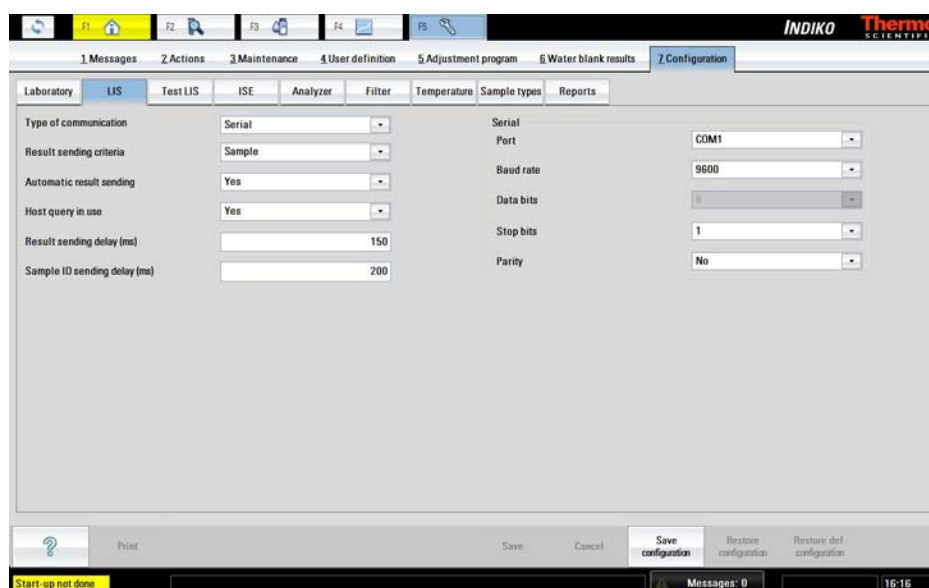 F1 F2 F3 F4 F5 INDIKO Thermo
SCIENTIFI
1 Messages 2 Actions 3 Maintenance 4 User definition 5 Adjustment program 6 Water blank results 7 Configuration
Laboratory LIS Test LIS ISE Analyzer Filter Temperature Sample types Reports
Type of communication Serial
Result sending criteria Sample
Automatic result sending Yes
Host query in use Yes
Result sending delay (ms) 150
Sample ID sending delay (ms) 200
Serial
Port COM1
Baud rate 9600
Data bits
Stop bits 1
Parity No
? Print Save Cancel Save configuration Restore configuration Restore def. configuration
Start-up not done Messages: 0 16:16